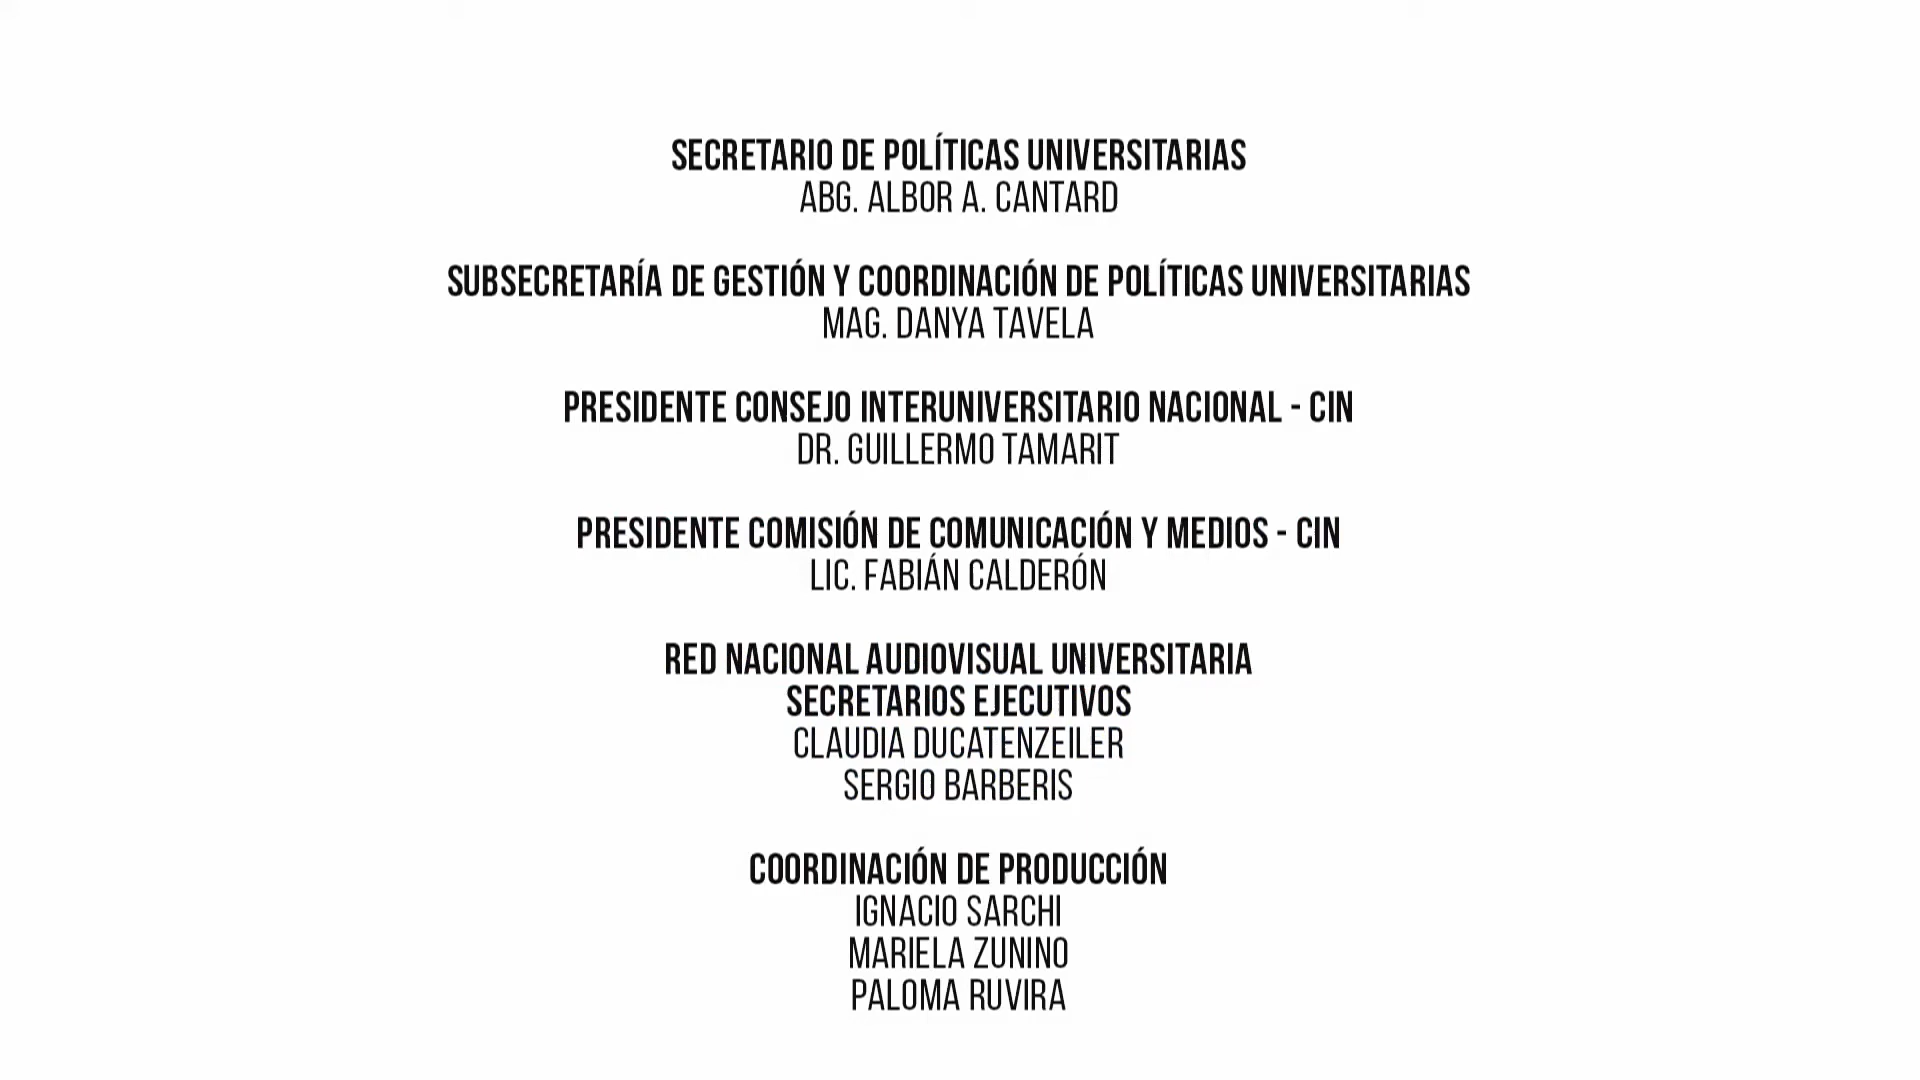 SECRETARIO DE POLÍTICAS UNIVERSITARIAS
ABG. ALBOR A. CANTARD
SUBSECRETARÍA DE GESTIÓN Y COORDINACIÓN DE POLÍTICAS UNIVERSITARIAS
MAG. DANYA TAVELA
PRESIDENTE CONSEJO INTERUNIVERSITARIO NACIONAL - CIN
DR. GUILLERMO TAMARIT
PRESIDENTE COMISIÓN DE COMUNICACIÓN Y MEDIOS - CIN
LIC. FABIÁN CALDERÓN
RED NACIONAL AUDIOVISUAL UNIVERSITARIA
SECRETARIOS EJECUTIVOS
CLAUDIA DUCATENZEILER
SERGIO BARBERIS
COORDINACIÓN DE PRODUCCIÓN
IGNACIO SARCHI
MARIELA ZUNINO
PALOMA RUVIRA